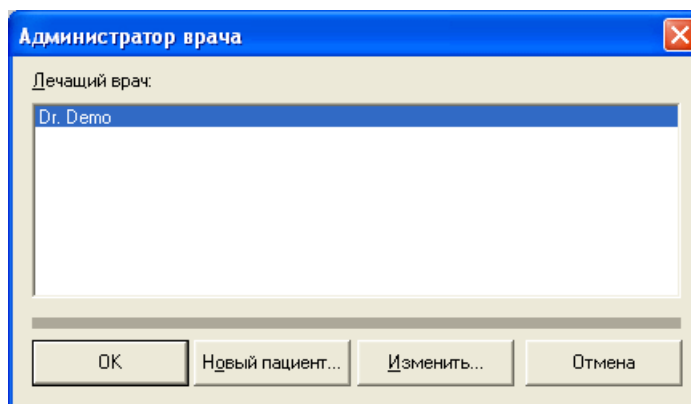 Администратор врача
Лечащий врач:
Dr. Demo
OK
Новый пациент...
Изменить...
Отмена